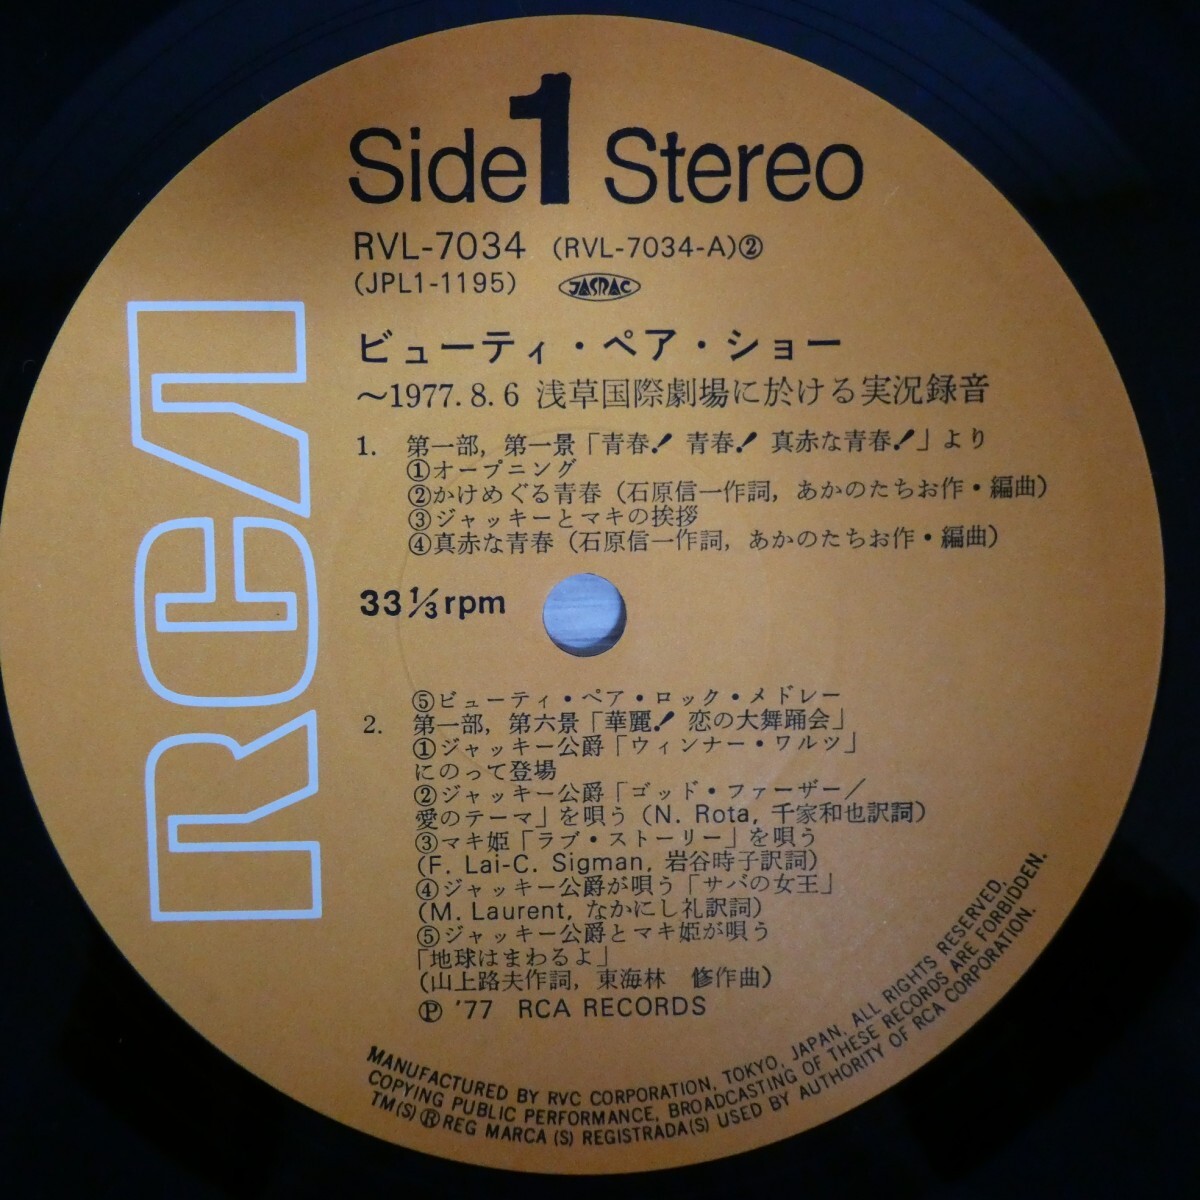 Side 1 Stereo
RVL-7034 (RVL-7034-A)②
(JPL1-1195) JASRAC
ビューティ・ペア・ショー
～1977.8.6 浅草国際劇場に於ける実況録音
1. 第一部, 第一景「青春! 青春! 真赤な青春!」より
①オープニング
②かけめぐる青春 (石原信一作詞, あかのたちお作・編曲)
③ジャッキーとマキの挨拶
④真赤な青春 (石原信一作詞, あかのたちお作・編曲)
33 1/3 rpm
⑤ビューティ・ペア・ロック・メドレー
2. 第一部, 第六景「華麗! 恋の大舞踊会」
①ジャッキー公爵「ウィンナー・ワルツ」
にのって登場
②ジャッキー公爵「ゴッド・ファーザー/
愛のテーマ」を唄う (N. Rota, 千家和也訳詞)
③マキ姫「ラブ・ストーリー」を唄う
(F. Lai-C. Sigman, 岩谷時子訳詞)
④ジャッキー公爵が唄う「サバの女王」
(M. Laurent, なかにし礼訳詞)
⑤ジャッキー公爵とマキ姫が唄う
「地球はまわるよ」
(山上路夫作詞, 東海林 修作曲)
Ⓟ '77 RCA RECORDS
RCA
MANUFACTURED BY RVC CORPORATION, TOKYO, JAPAN. ALL RIGHTS RESERVED,
COPYING PUBLIC PERFORMANCE, BROADCASTING OF THESE RECORDS ARE FORBIDDEN.
TM(S) ® REG MARCA (S) REGISTRADA(S) USED BY AUTHORITY OF RCA CORPORATION.